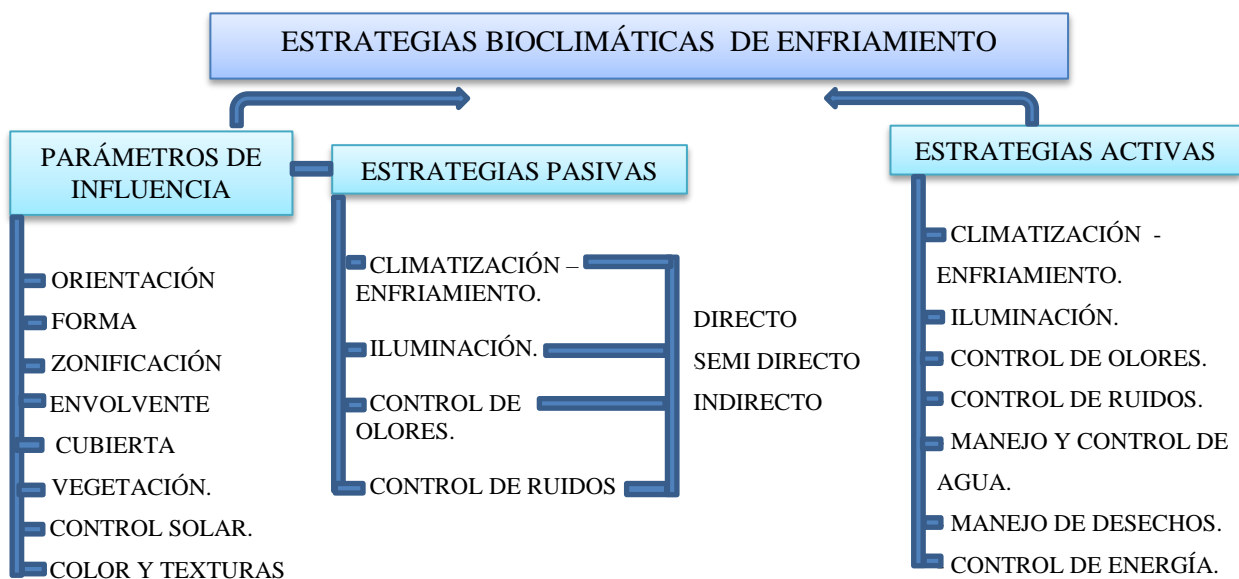 ESTRATEGIAS BIOCLIMÁTICAS DE ENFRIAMIENTO
PARÁMETROS DE
INFLUENCIA
ORIENTACIÓN
FORMA
ZONIFICACIÓN
ENVOLVENTE
CUBIERTA
VEGETACIÓN.
CONTROL SOLAR.
COLOR Y TEXTURAS
ESTRATEGIAS PASIVAS
CLIMATIZACIÓN –
ENFRIAMIENTO.
ILUMINACIÓN.
CONTROL DE
OLORES.
CONTROL DE RUIDOS
DIRECTO
SEMI DIRECTO
INDIRECTO
ESTRATEGIAS ACTIVAS
CLIMATIZACIÓN -
ENFRIAMIENTO.
ILUMINACIÓN.
CONTROL DE OLORES.
CONTROL DE RUIDOS.
MANEJO Y CONTROL DE
AGUA.
MANEJO DE DESECHOS.
CONTROL DE ENERGÍA.